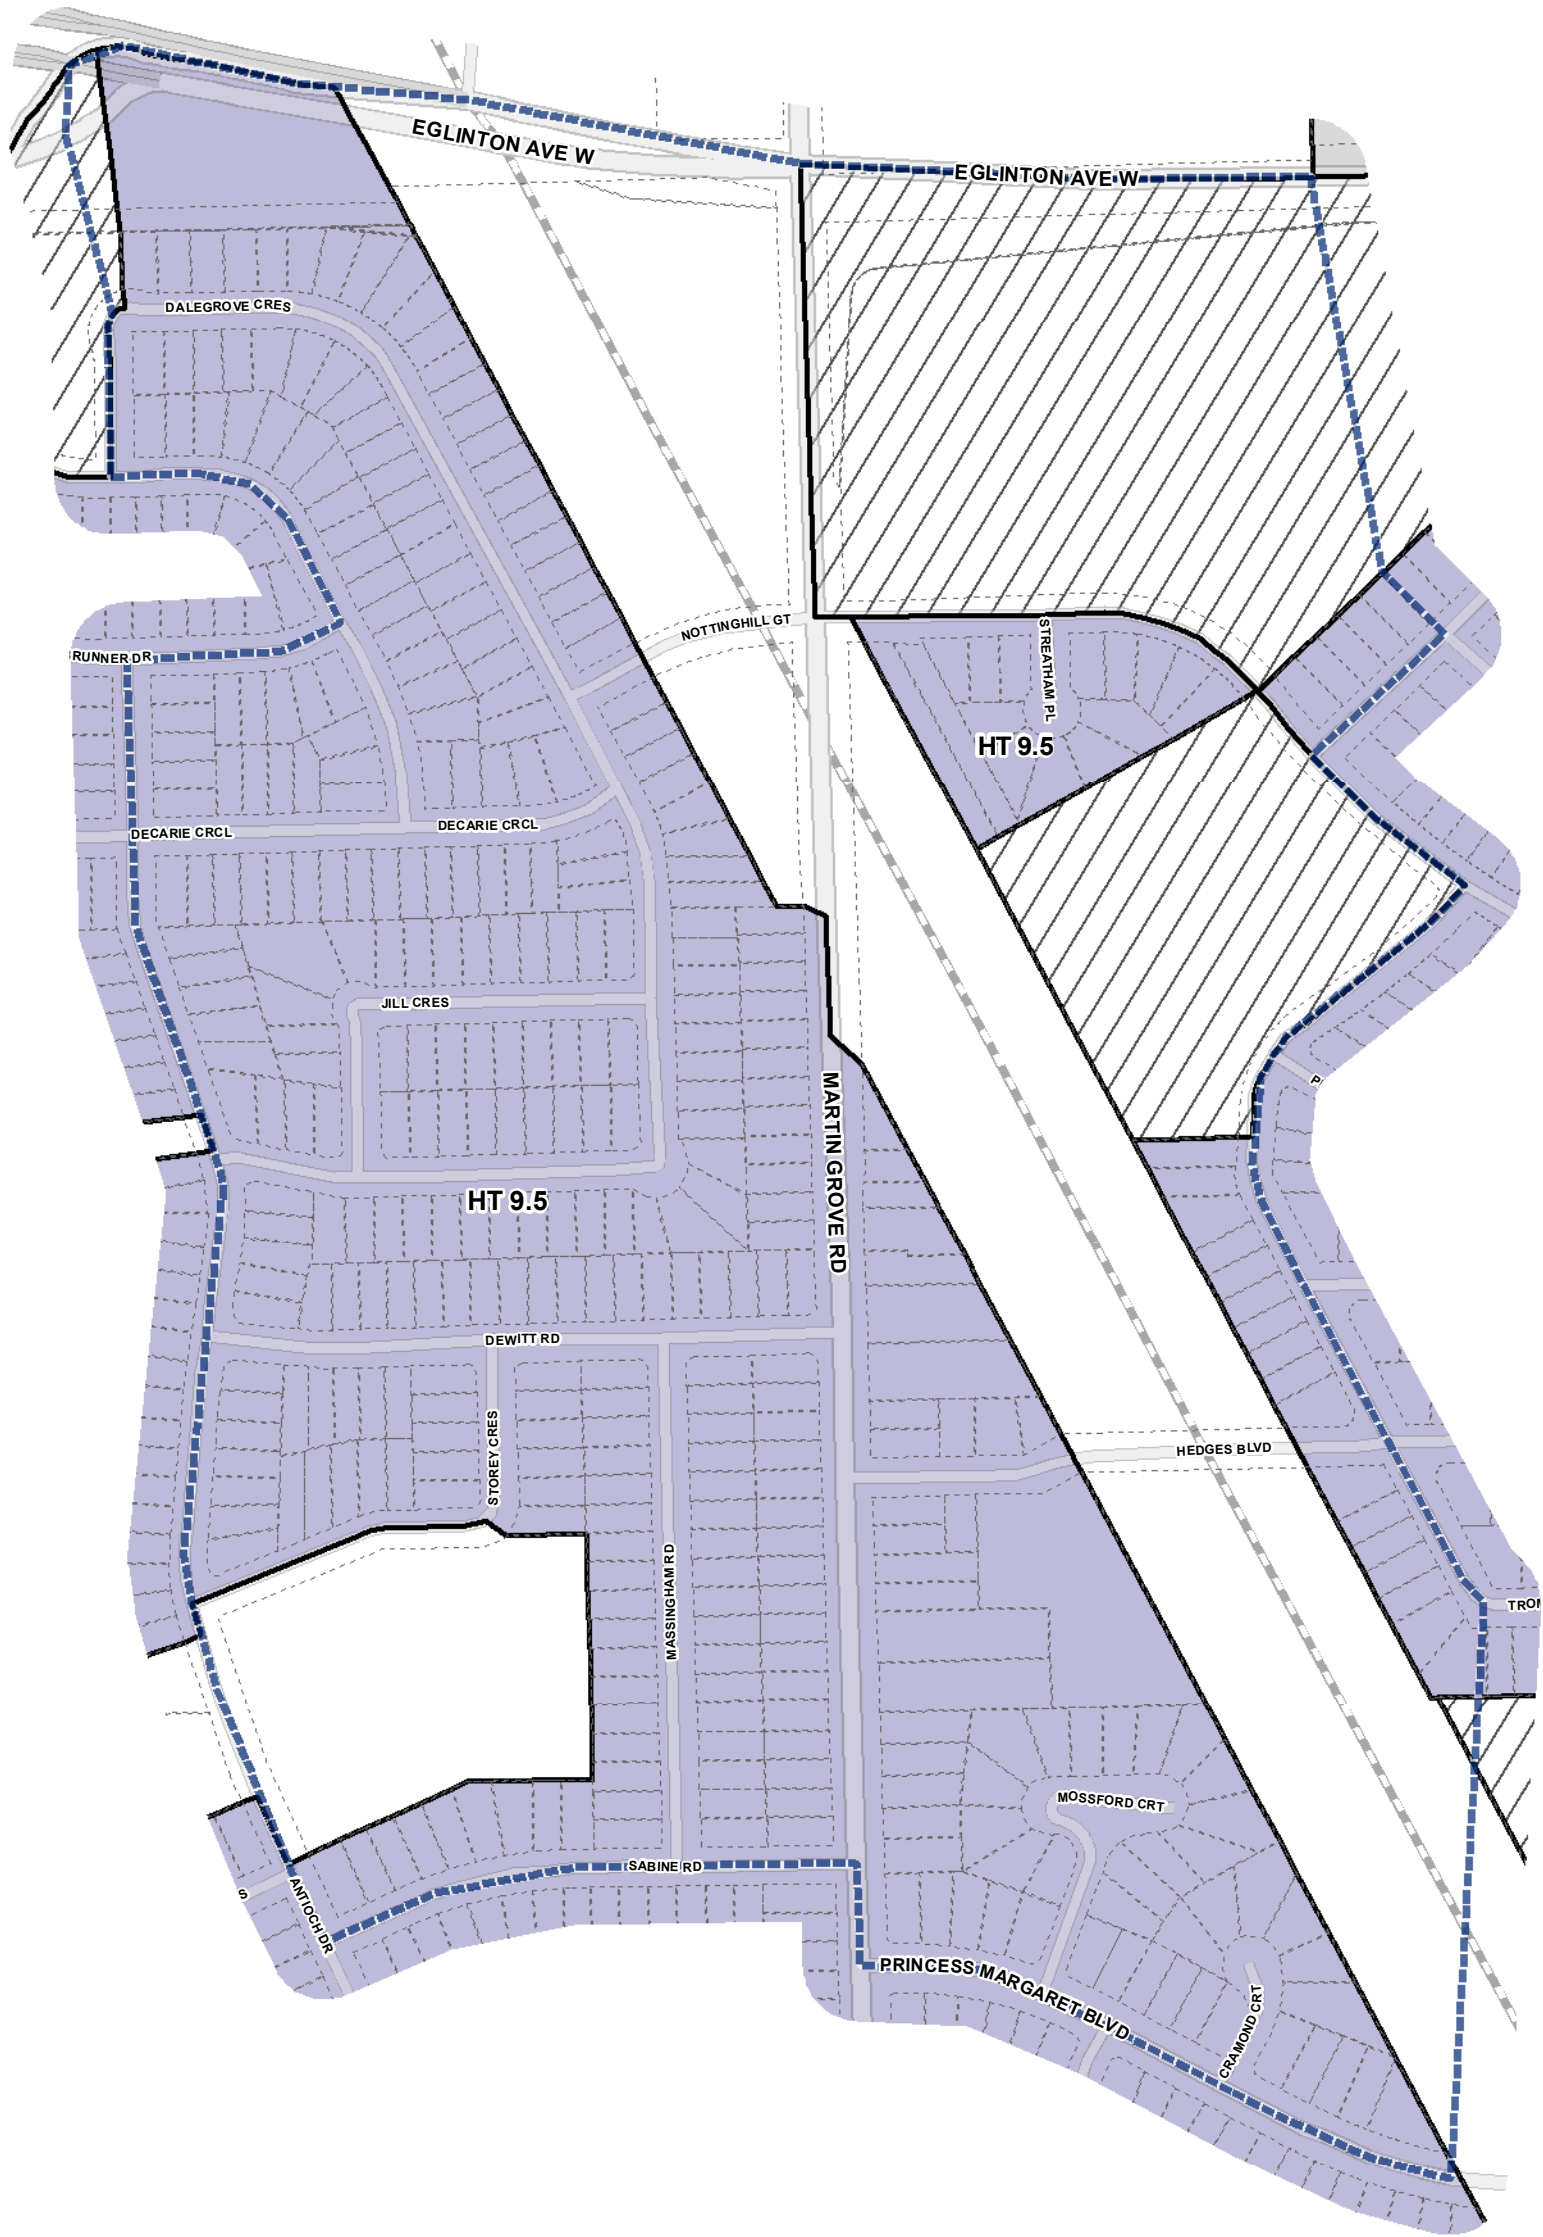 EGLINTON AVE W
EGLINTON AVE W
DALEGROVE CRES
NOTTINGHILL GT
STREATHAM PL
BRUNNER DR
HT 9.5
DECARIE CRCL
DECARIE CRCL
JILL CRES
P
MARTIN GROVE RD
HT 9.5
DEWITT RD
STOREY CRES
HEDGES BLVD
MASSINGHAM RD
TROM
MOSSFORD CRT
SABINE RD
S
ANTIOCH DR
PRINCESS MARGARET BLVD
CRAMOND CRT